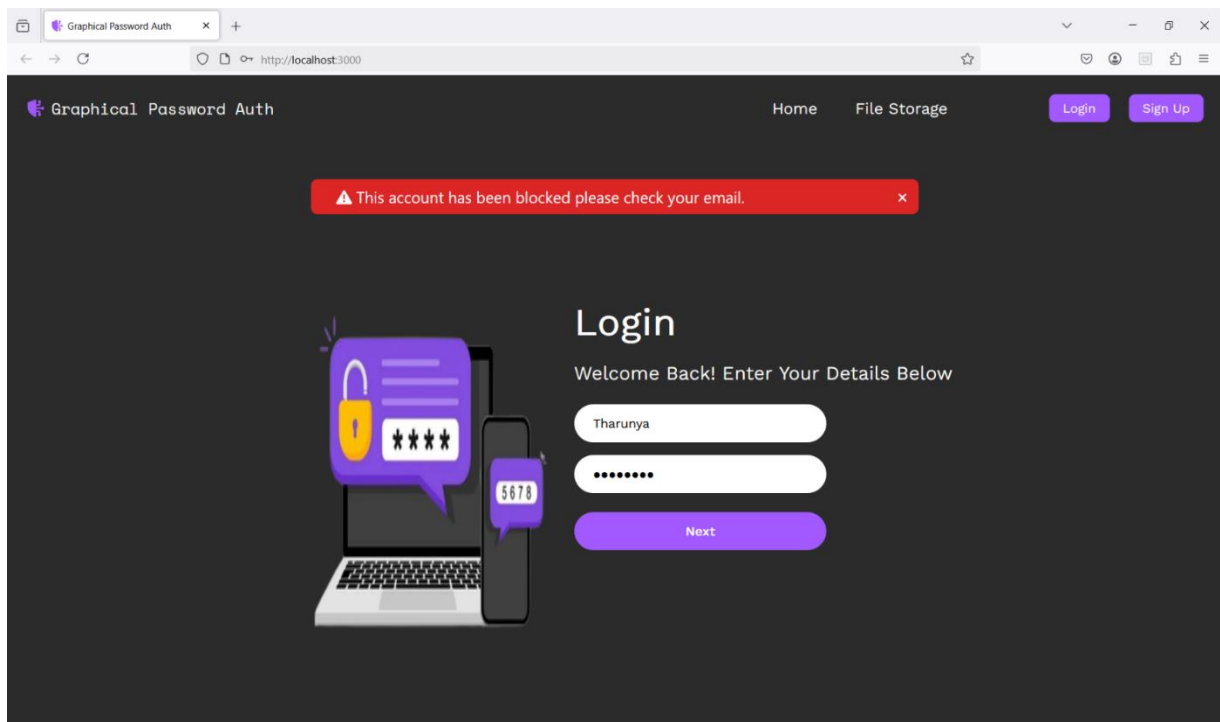 Graphical Password Auth
http://localhost:3000
Graphical Password Auth Home File Storage Login Sign Up
This account has been blocked please check your email.
Login
Welcome Back! Enter Your Details Below
Tharunya
••••••••
Next
****
5678